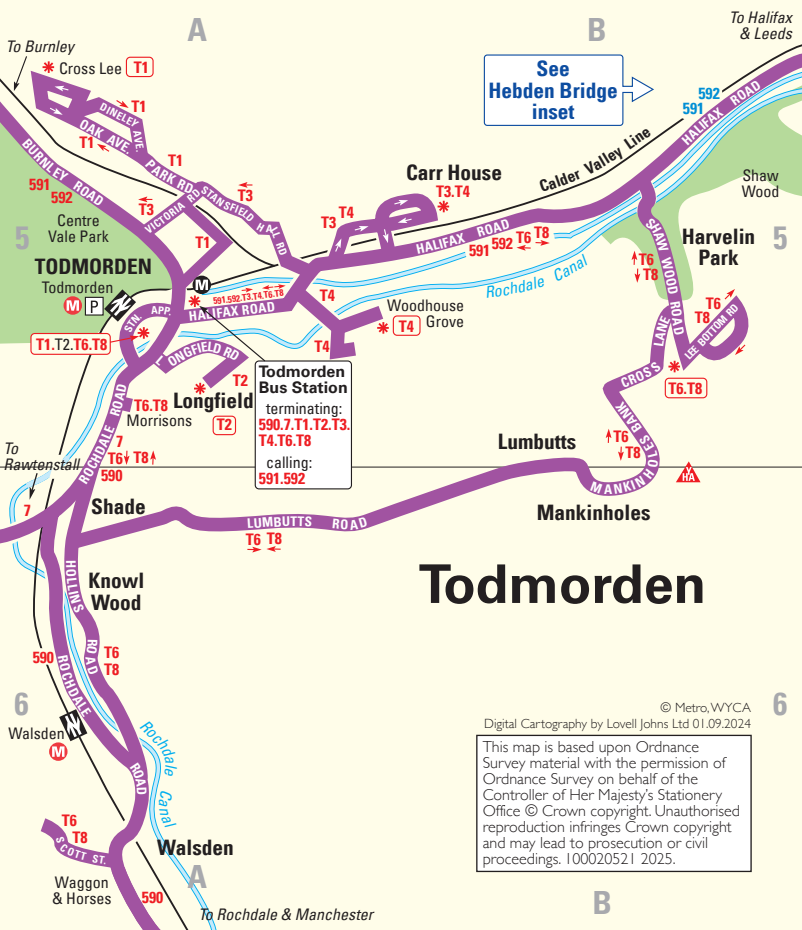 A
B
To Halifax
& Leeds
To Burnley
Cross Lee T1
See
Hebden Bridge
inset
592
591
HALIFAX ROAD
T1
DINELEY AVE.
OAK AVE.
T1
T1
PARK RD
BURNLEY ROAD
591
592
T3
VICTORIA RD
STANSFIELD HALL RD
T3
T1
Centre
Vale Park
5
Carr House
T3.T4
T4
T3
Calder Valley Line
Shaw
Wood
HALIFAX ROAD
591 592 T6 T8
Harvelin
Park
5
SHAW WOOD ROAD
T6
T8
Rochdale Canal
TODMORDEN
Todmorden
M P
M
591.592.T3.T4.T6.T8
HALIFAX ROAD
STN. APP.
T4
Woodhouse
Grove
T4
T4
T1.T2.T6.T8
T6
T8
LEE BOTTOM RD
CROSS LANE
T6.T8
LONGFIELD RD
T2
Longfield
T2
Todmorden
Bus Station
terminating:
590.7.T1.T2.T3.
T4.T6.T8
calling:
591.592
T6.T8
Morrisons
ROCHDALE ROAD
7
T6 T8
590
To
Rawtenstall
7
Lumbutts
T6
T8
MANKINHOLES BANK
YHA
Mankinholes
Shade
LUMBUTTS ROAD
T6 T8
Todmorden
HOLLINS ROAD
Knowl
Wood
T6
T8
590
ROCHDALE ROAD
6
6
Walsden
M
Rochdale Canal
© Metro, WYCA
Digital Cartography by Lovell Johns Ltd 01.09.2024
This map is based upon Ordnance
Survey material with the permission of
Ordnance Survey on behalf of the
Controller of Her Majesty's Stationery
Office © Crown copyright. Unauthorised
reproduction infringes Crown copyright
and may lead to prosecution or civil
proceedings. 100020521 2025.
T6
T8
SCOTT ST.
Walsden
Waggon
& Horses
590
A
B
To Rochdale & Manchester